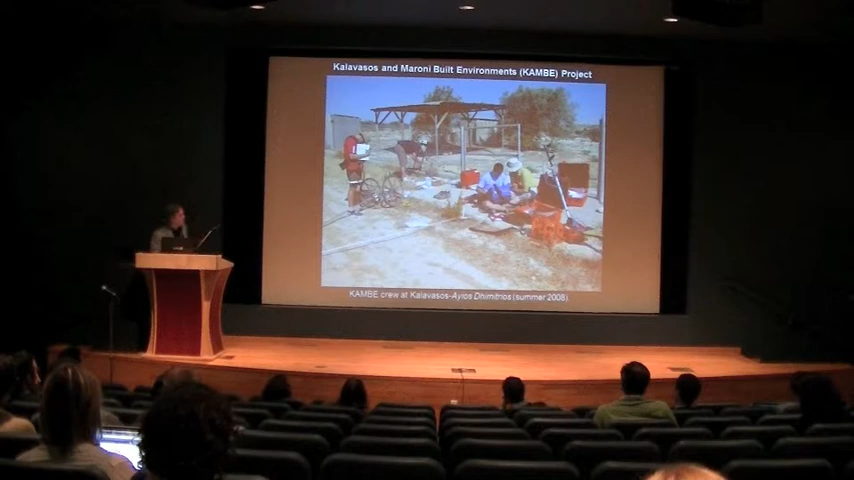 Kalavasos and Maroni Built Environments (KAMBE) Project
KAMBE crew at Kalavasos-Ayios Dhimitrios (summer 2008).